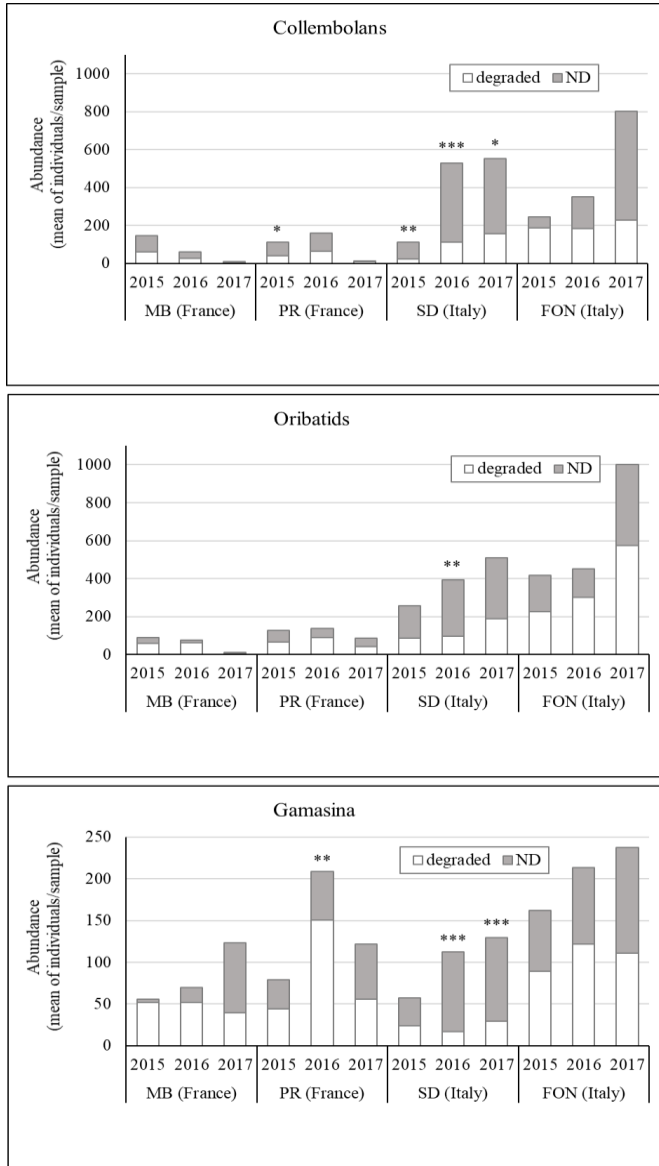 Collembolans
Abundance
(mean of individuals/sample)
1000
800
600
400
200
0
degraded ND
* ** *** *
2015 2016 2017 2015 2016 2017 2015 2016 2017 2015 2016 2017
MB (France) PR (France) SD (Italy) FON (Italy)
Oribatids
Abundance
(mean of individuals/sample)
1000
800
600
400
200
0
degraded ND
**
2015 2016 2017 2015 2016 2017 2015 2016 2017 2015 2016 2017
MB (France) PR (France) SD (Italy) FON (Italy)
Gamasina
Abundance
(mean of individuals/sample)
250
200
150
100
50
0
degraded ND
** *** ***
2015 2016 2017 2015 2016 2017 2015 2016 2017 2015 2016 2017
MB (France) PR (France) SD (Italy) FON (Italy)